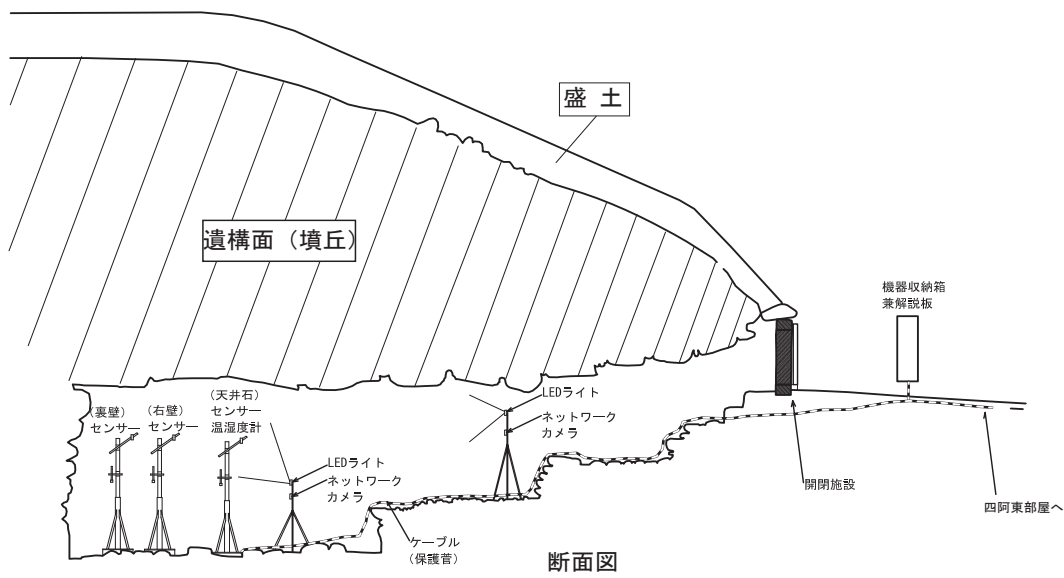 盛 土
遺構面（墳丘）
機器収納箱
兼解説板
（裏壁）
センサー
（右壁）
センサー
（天井石）
センサー
温湿度計
LEDライト
ネットワーク
カメラ
LEDライト
ネットワーク
カメラ
ケーブル
（保護菅）
開閉施設
四阿東部屋へ
断面図